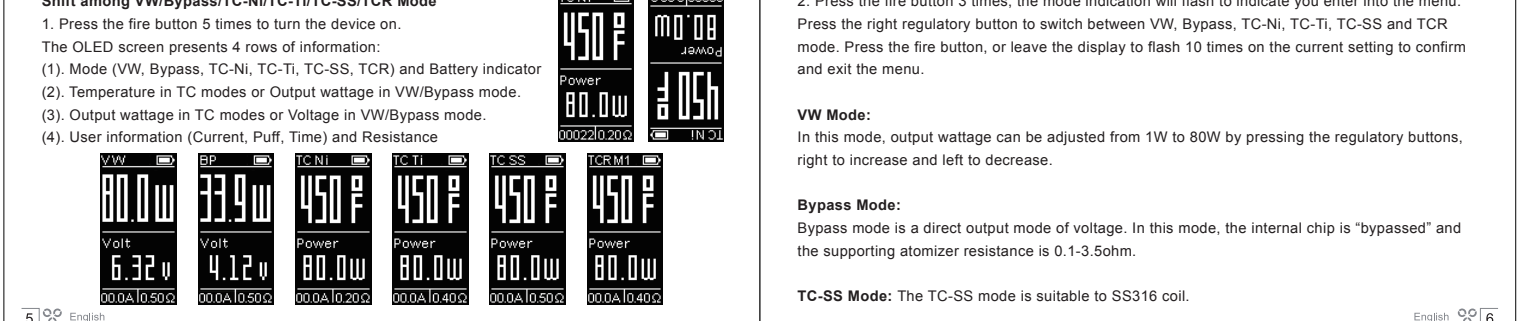 Shift among VW/Bypass/TC-Ni/TC-Ti/TC-SS/TCR Mode
1. Press the fire button 5 times to turn the device on.
The OLED screen presents 4 rows of information:
(1). Mode (VW, Bypass, TC-Ni, TC-Ti, TC-SS, TCR) and Battery indicator
(2). Temperature in TC modes or Output wattage in VW/Bypass mode.
(3). Output wattage in TC modes or Voltage in VW/Bypass mode.
(4). User information (Current, Puff, Time) and Resistance
450 °F
Power
80.0w
00022 0.20Ω
TC Ni
450 °F
Power
80.0w
VW
80.0w
Volt
6.32v
00.0A 0.50Ω
BP
33.9w
Volt
4.12v
00.0A 0.50Ω
TC Ni
450 °F
Power
80.0w
00.0A 0.20Ω
TC Ti
450 °F
Power
80.0w
00.0A 0.40Ω
TC SS
450 °F
Power
80.0w
00.0A 0.50Ω
TCR M1
450 °F
Power
80.0w
00.0A 0.40Ω
5 English
2. Press the fire button 3 times, the mode indication will flash to indicate you enter into the menu.
Press the right regulatory button to switch between VW, Bypass, TC-Ni, TC-Ti, TC-SS and TCR
mode. Press the fire button, or leave the display to flash 10 times on the current setting to confirm
and exit the menu.
VW Mode:
In this mode, output wattage can be adjusted from 1W to 80W by pressing the regulatory buttons,
right to increase and left to decrease.
Bypass Mode:
Bypass mode is a direct output mode of voltage. In this mode, the internal chip is “bypassed” and
the supporting atomizer resistance is 0.1-3.5ohm.
TC-SS Mode: The TC-SS mode is suitable to SS316 coil.
English 6